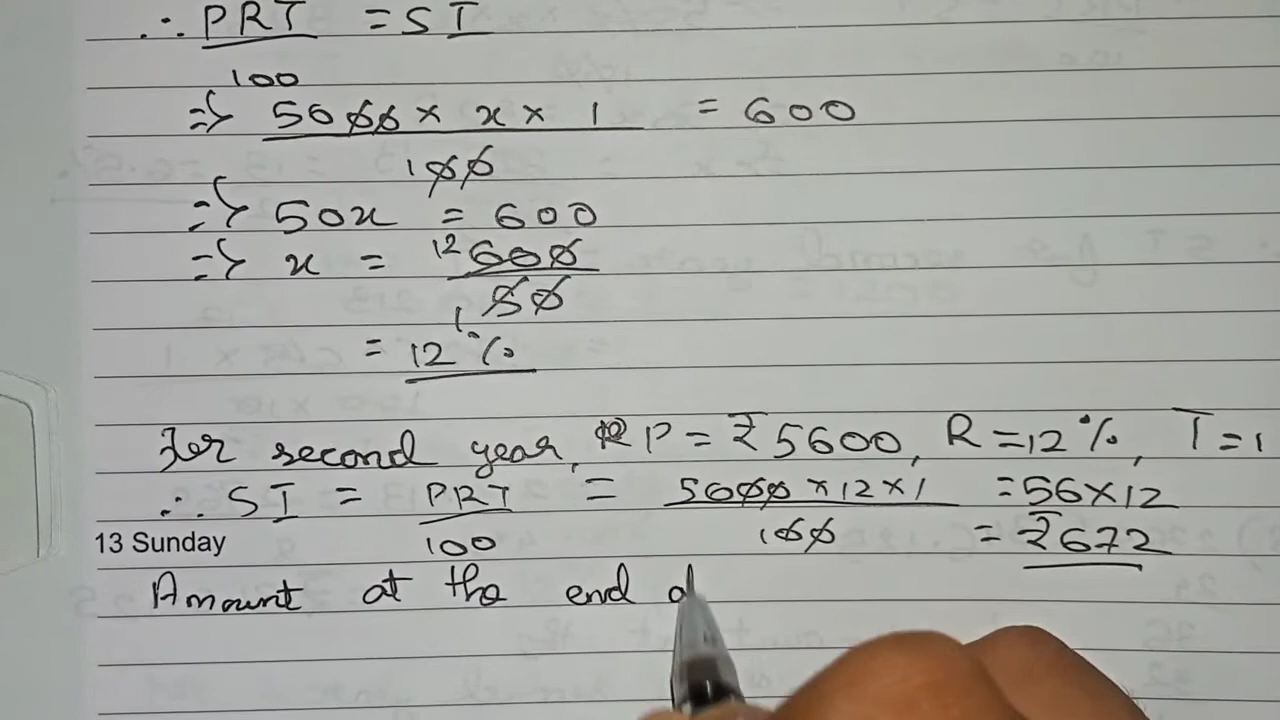 ∴ PRT = SI
100
=> 5000 × x × 1 = 600
100
=> 50x = 600
=> x = 12 600
1 50
= 12%
For second year, P = ₹5600, R = 12%, T = 1
∴ SI = PRT = 5600 × 12 × 1 = 56 × 12
13 Sunday 100 100 = ₹672
Amount at the end of